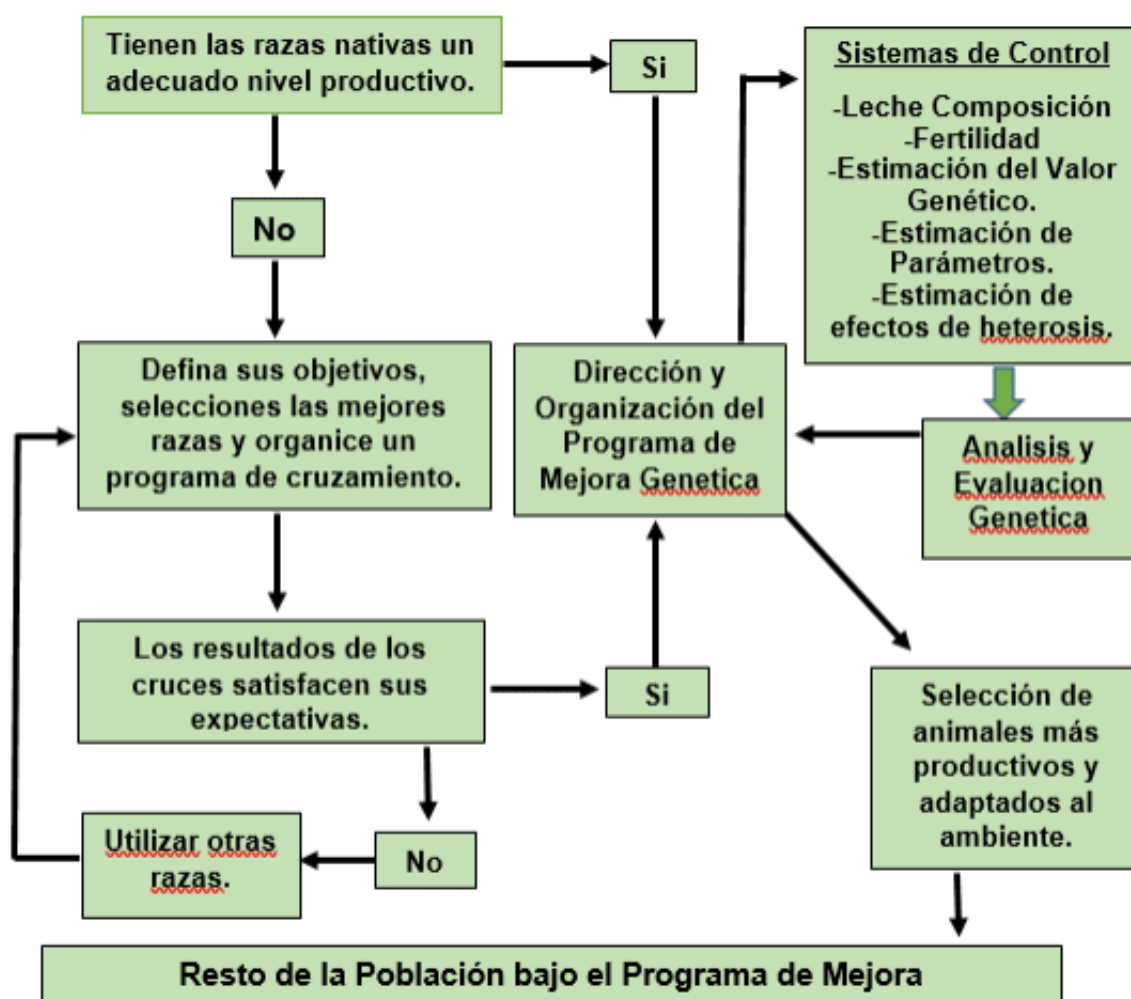 Tienen las razas nativas un
adecuado nivel productivo.
Si
Sistemas de Control
-Leche Composición
-Fertilidad
-Estimación del Valor
Genético.
-Estimación de
Parámetros.
-Estimación de
efectos de heterosis.
No
Defina sus objetivos,
selecciones las mejores
razas y organice un
programa de cruzamiento.
Dirección y
Organización del
Programa de
Mejora Genetica
Analisis y
Evaluacion
Genetica
Los resultados de los
cruces satisfacen sus
expectativas.
Si
Selección de
animales más
productivos y
adaptados al
ambiente.
Utilizar otras
razas.
No
Resto de la Población bajo el Programa de Mejora